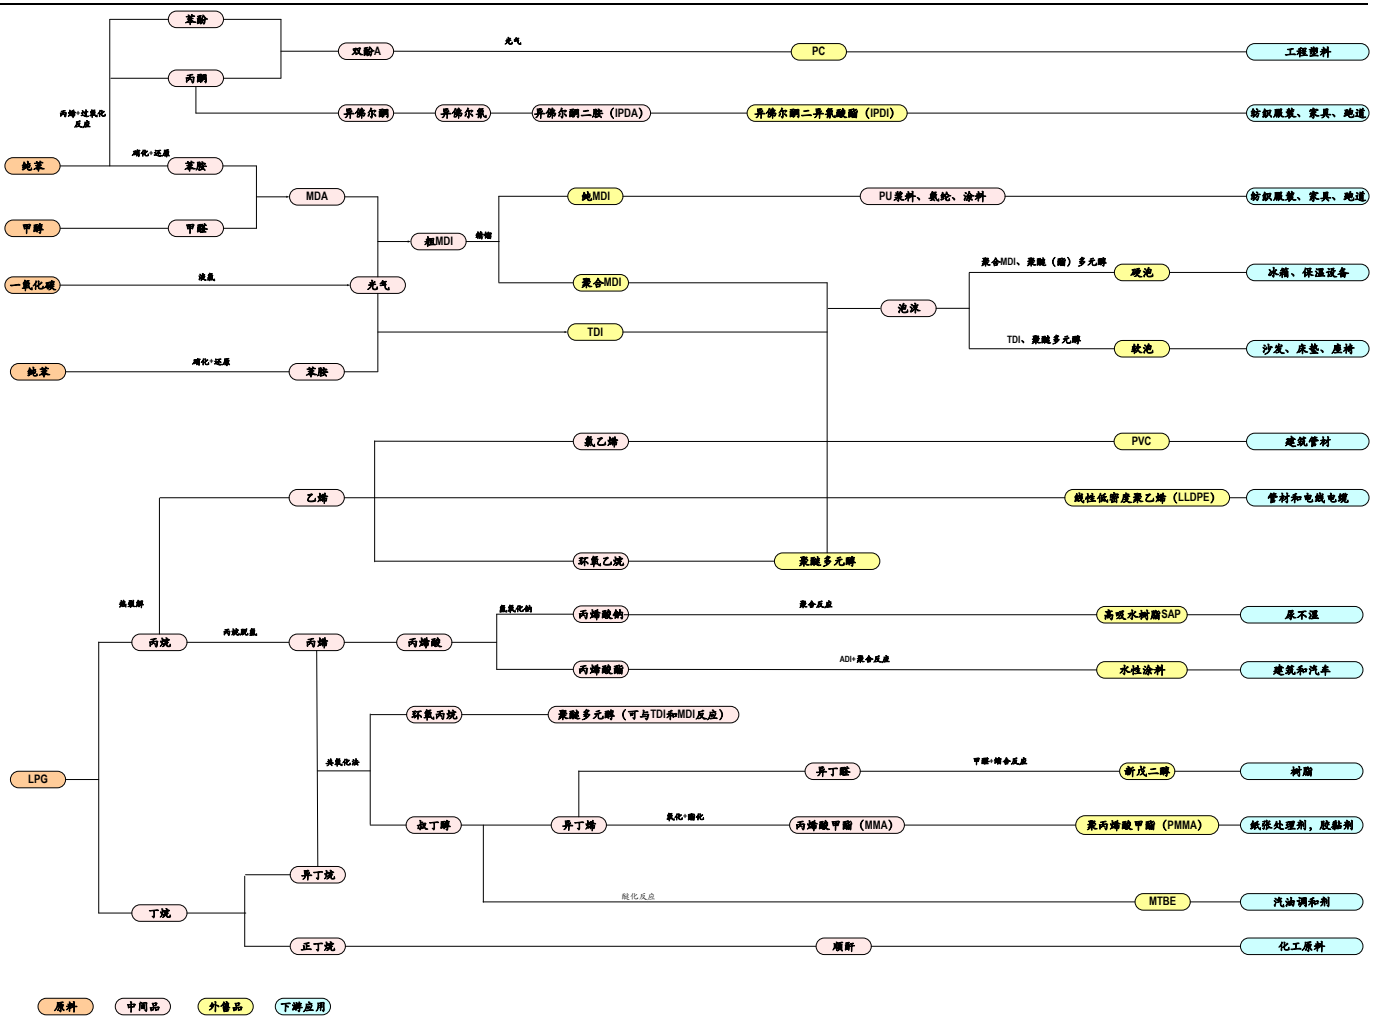 苯酚
双酚A
光气
PC
工程塑料
丙酮
丙烯+过氧化
反应
异佛尔酮
异佛尔氰
异佛尔酮二胺（IPDA）
异佛尔酮二异氰酸酯（IPDI）
纺织服装、家具、跑道
纯苯
硝化+还原
苯胺
MDA
纯MDI
PU浆料、氨纶、涂料
纺织服装、家具、跑道
甲醇
甲醛
粗MDI
精馏
聚合MDI、聚醚（酯）多元醇
硬泡
冰箱、保温设备
一氧化碳
液氯
光气
聚合MDI
泡沫
TDI
TDI、聚醚多元醇
软泡
沙发、床垫、座椅
纯苯
硝化+还原
苯胺
氯乙烯
PVC
建筑管材
乙烯
线性低密度聚乙烯（LLDPE）
管材和电线电缆
环氧乙烷
聚醚多元醇
热裂解
氢氧化钠
丙烯酸钠
聚合反应
高吸水树脂SAP
尿不湿
丙烷
丙烷脱氢
丙烯
丙烯酸
丙烯酸酯
ADI+聚合反应
水性涂料
建筑和汽车
环氧丙烷
聚醚多元醇（可与TDI和MDI反应）
LPG
共氧化法
异丁醛
甲醛+缩合反应
新戊二醇
树脂
叔丁醇
异丁烯
氧化+酯化
丙烯酸甲酯（MMA）
聚丙烯酸甲酯（PMMA）
纸张处理剂，胶黏剂
异丁烷
醚化反应
MTBE
汽油调和剂
丁烷
正丁烷
顺酐
化工原料
原料
中间品
外售品
下游应用